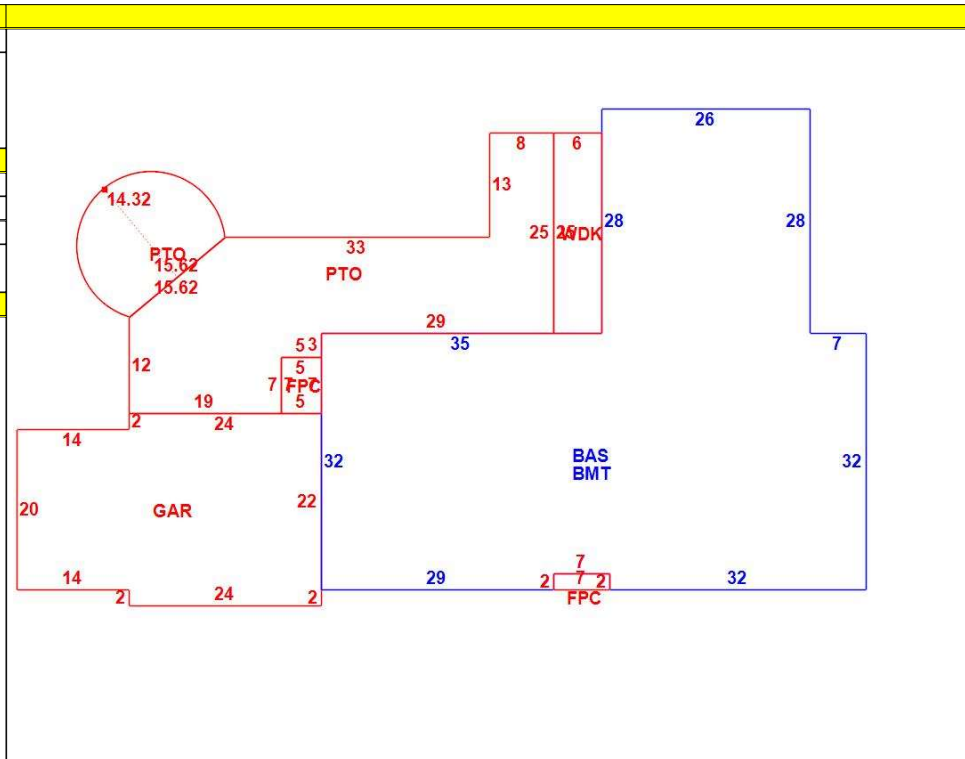 26
8 6
13
14.32
28 28
25 25 WDK
33
PTO
15.62
PTO
15.62
29
35 7
5 3
12 5
7 7 FPC 7
19 5
2 24
14
32 BAS 32
BMT
20 GAR 22
7
14 29 2 7 2 32
2 24 2 FPC